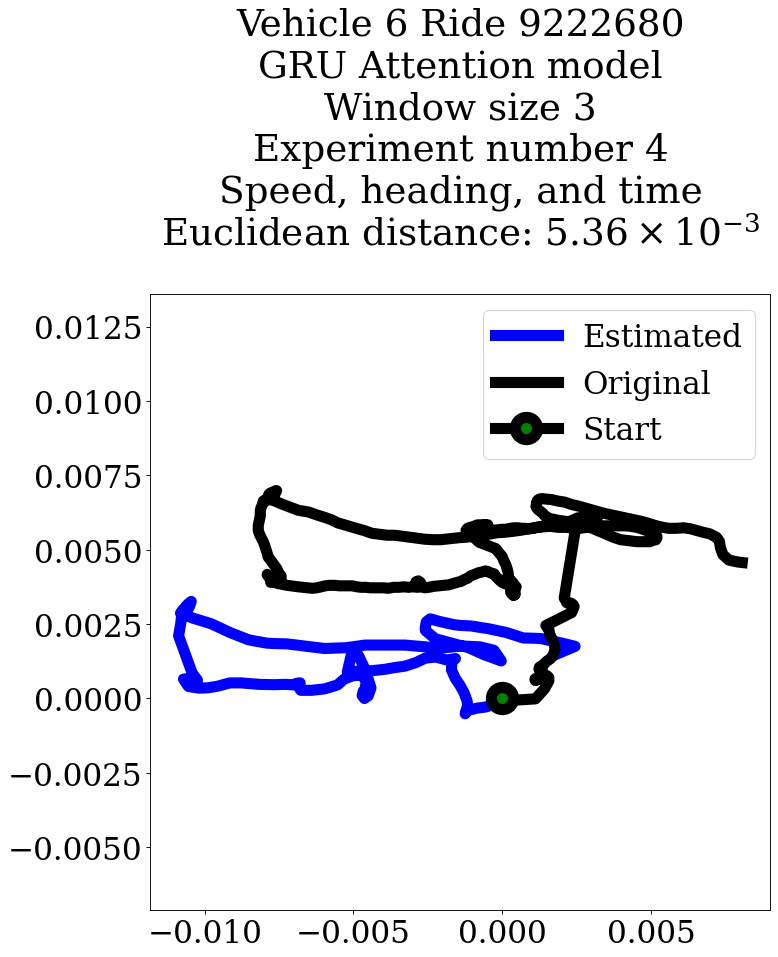 Vehicle 6 Ride 9222680
GRU Attention model
Window size 3
Experiment number 4
Speed, heading, and time
Euclidean distance: 5.36 × 10⁻³
Estimated
Original
Start
0.0125
0.0100
0.0075
0.0050
0.0025
0.0000
−0.0025
−0.0050
−0.010 −0.005 0.000 0.005